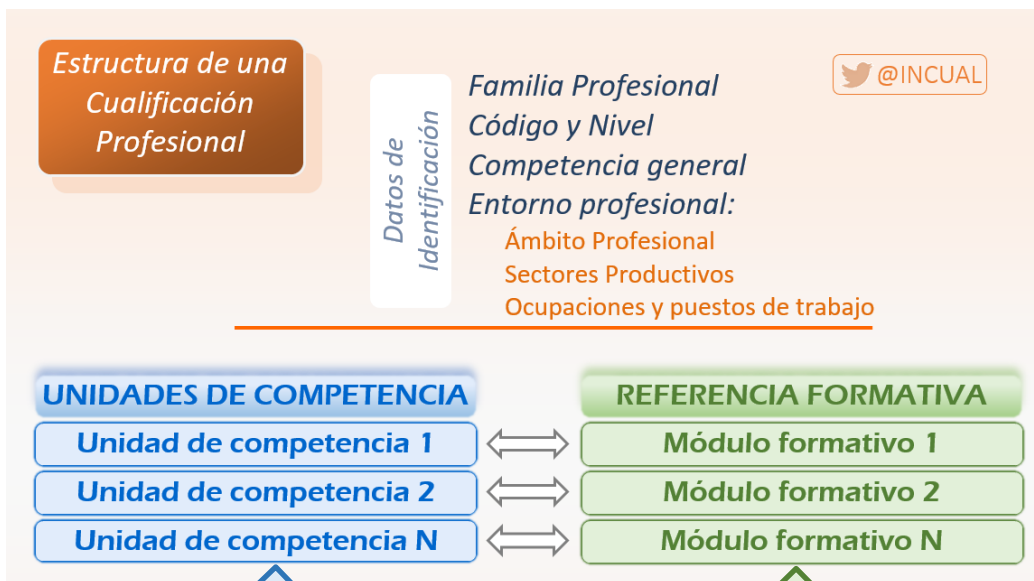 Estructura de una
Cualificación
Profesional
Datos de
Identificación
Familia Profesional
Código y Nivel
Competencia general
Entorno profesional:
Ámbito Profesional
Sectores Productivos
Ocupaciones y puestos de trabajo
@INCUAL
UNIDADES DE COMPETENCIA
REFERENCIA FORMATIVA
Unidad de competencia 1
Módulo formativo 1
Unidad de competencia 2
Módulo formativo 2
Unidad de competencia N
Módulo formativo N